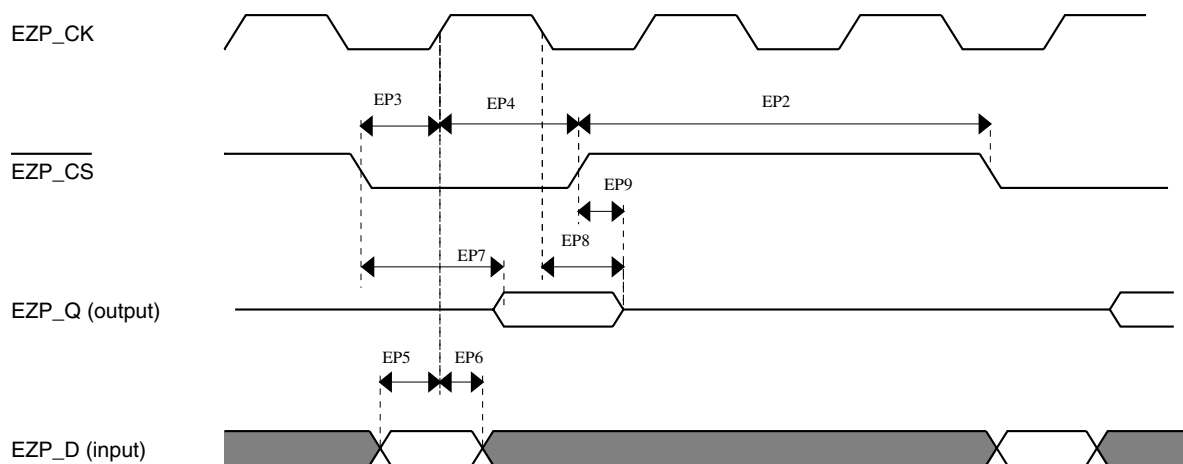 EZP_CK
EP3
EP4
EP2
EZP_CS
EP9
EP8
EP7
EZP_Q (output)
EP5
EP6
EZP_D (input)